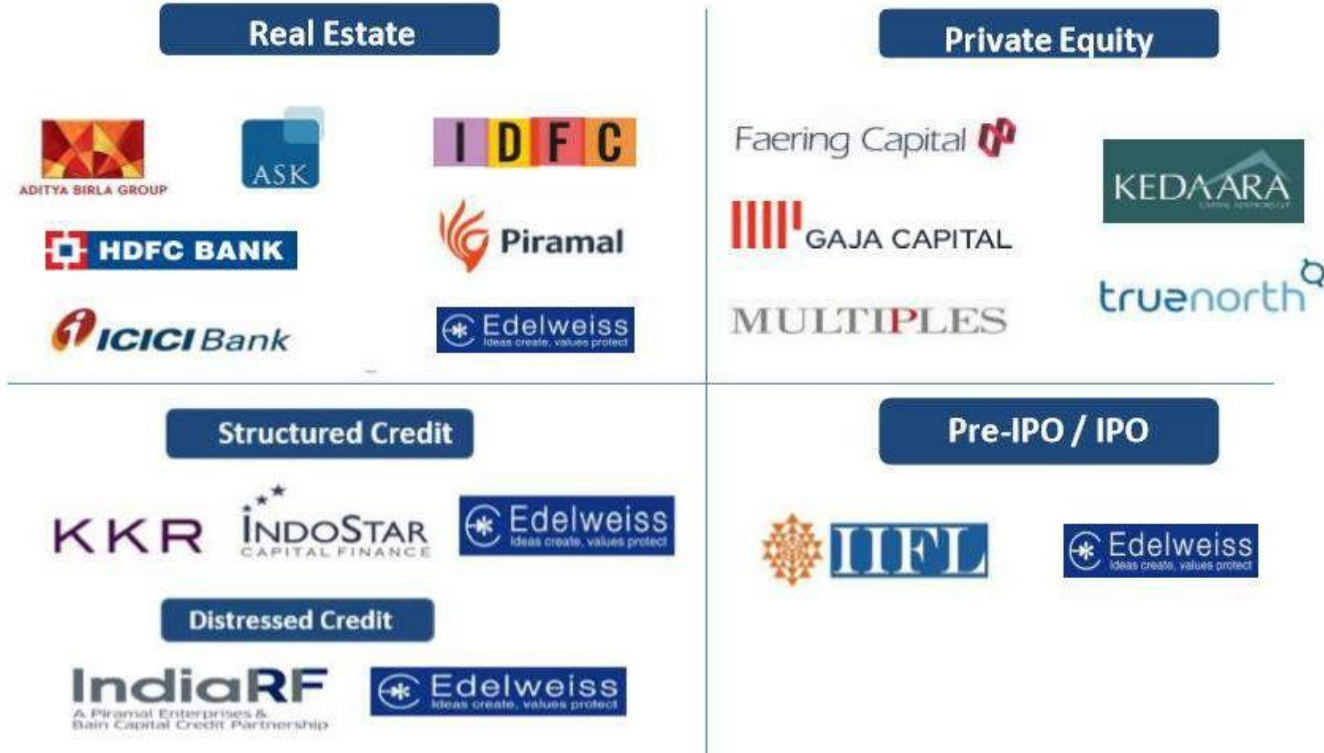 Real Estate
ADITYA BIRLA GROUP
ASK
IDFC
HDFC BANK
Piramal
ICICI Bank
Edelweiss
Ideas create, values protect
Private Equity
Faering Capital
KEDAARA
CAPITAL ADVISORS LLP
GAJA CAPITAL
truenorth
MULTIPLES
Structured Credit
KKR
INDOSTAR
CAPITAL FINANCE
Edelweiss
Ideas create, values protect
Distressed Credit
IndiaRF
A Piramal Enterprises &
Bain Capital Credit Partnership
Edelweiss
Ideas create, values protect
Pre-IPO / IPO
IIFL
Edelweiss
Ideas create, values protect